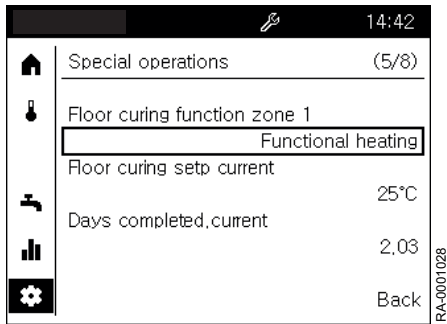 14:42
Special operations (5/8)
Floor curing function zone 1
Functional heating
Floor curing setp current
25°C
Days completed,current
2,03
Back
RA-0001028